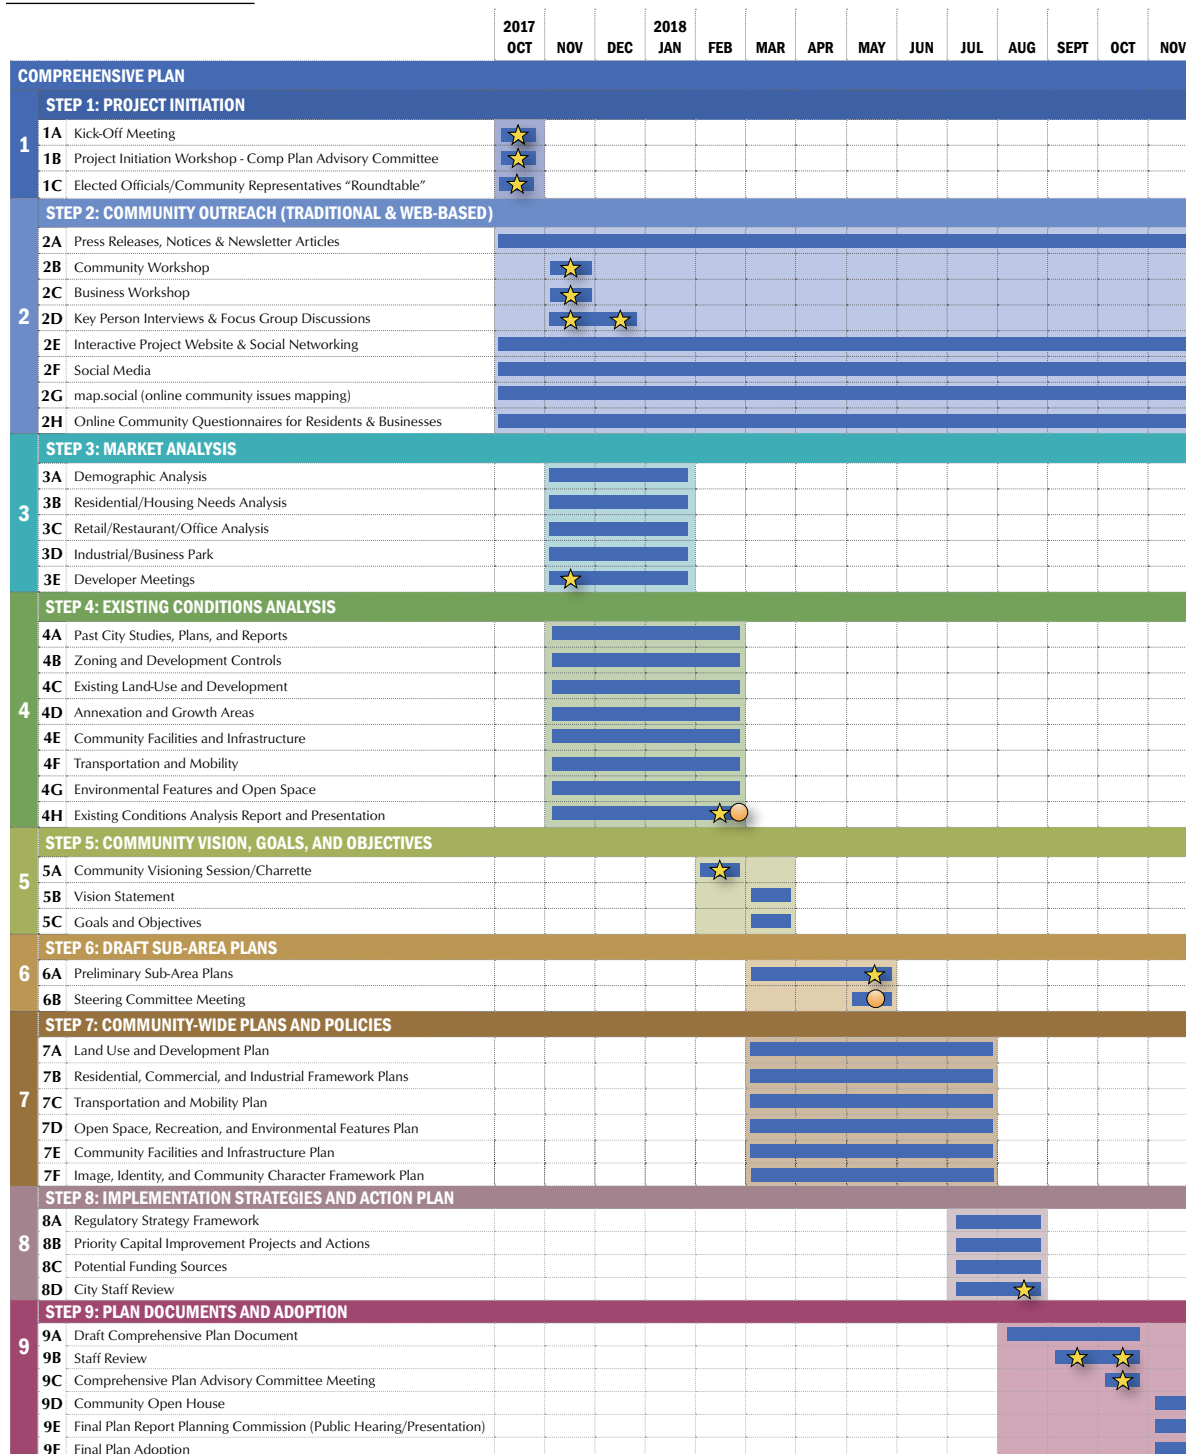 2017 2018
OCT NOV DEC JAN FEB MAR APR MAY JUN JUL AUG SEPT OCT NOV
COMPREHENSIVE PLAN
1
STEP 1: PROJECT INITIATION
1A Kick-Off Meeting
1B Project Initiation Workshop - Comp Plan Advisory Committee
1C Elected Officials/Community Representatives “Roundtable”
2
STEP 2: COMMUNITY OUTREACH (TRADITIONAL & WEB-BASED)
2A Press Releases, Notices & Newsletter Articles
2B Community Workshop
2C Business Workshop
2D Key Person Interviews & Focus Group Discussions
2E Interactive Project Website & Social Networking
2F Social Media
2G map.social (online community issues mapping)
2H Online Community Questionnaires for Residents & Businesses
3
STEP 3: MARKET ANALYSIS
3A Demographic Analysis
3B Residential/Housing Needs Analysis
3C Retail/Restaurant/Office Analysis
3D Industrial/Business Park
3E Developer Meetings
4
STEP 4: EXISTING CONDITIONS ANALYSIS
4A Past City Studies, Plans, and Reports
4B Zoning and Development Controls
4C Existing Land-Use and Development
4D Annexation and Growth Areas
4E Community Facilities and Infrastructure
4F Transportation and Mobility
4G Environmental Features and Open Space
4H Existing Conditions Analysis Report and Presentation
5
STEP 5: COMMUNITY VISION, GOALS, AND OBJECTIVES
5A Community Visioning Session/Charrette
5B Vision Statement
5C Goals and Objectives
6
STEP 6: DRAFT SUB-AREA PLANS
6A Preliminary Sub-Area Plans
6B Steering Committee Meeting
7
STEP 7: COMMUNITY-WIDE PLANS AND POLICIES
7A Land Use and Development Plan
7B Residential, Commercial, and Industrial Framework Plans
7C Transportation and Mobility Plan
7D Open Space, Recreation, and Environmental Features Plan
7E Community Facilities and Infrastructure Plan
7F Image, Identity, and Community Character Framework Plan
8
STEP 8: IMPLEMENTATION STRATEGIES AND ACTION PLAN
8A Regulatory Strategy Framework
8B Priority Capital Improvement Projects and Actions
8C Potential Funding Sources
8D City Staff Review
9
STEP 9: PLAN DOCUMENTS AND ADOPTION
9A Draft Comprehensive Plan Document
9B Staff Review
9C Comprehensive Plan Advisory Committee Meeting
9D Community Open House
9E Final Plan Report Planning Commission (Public Hearing/Presentation)
9F Final Plan Adoption